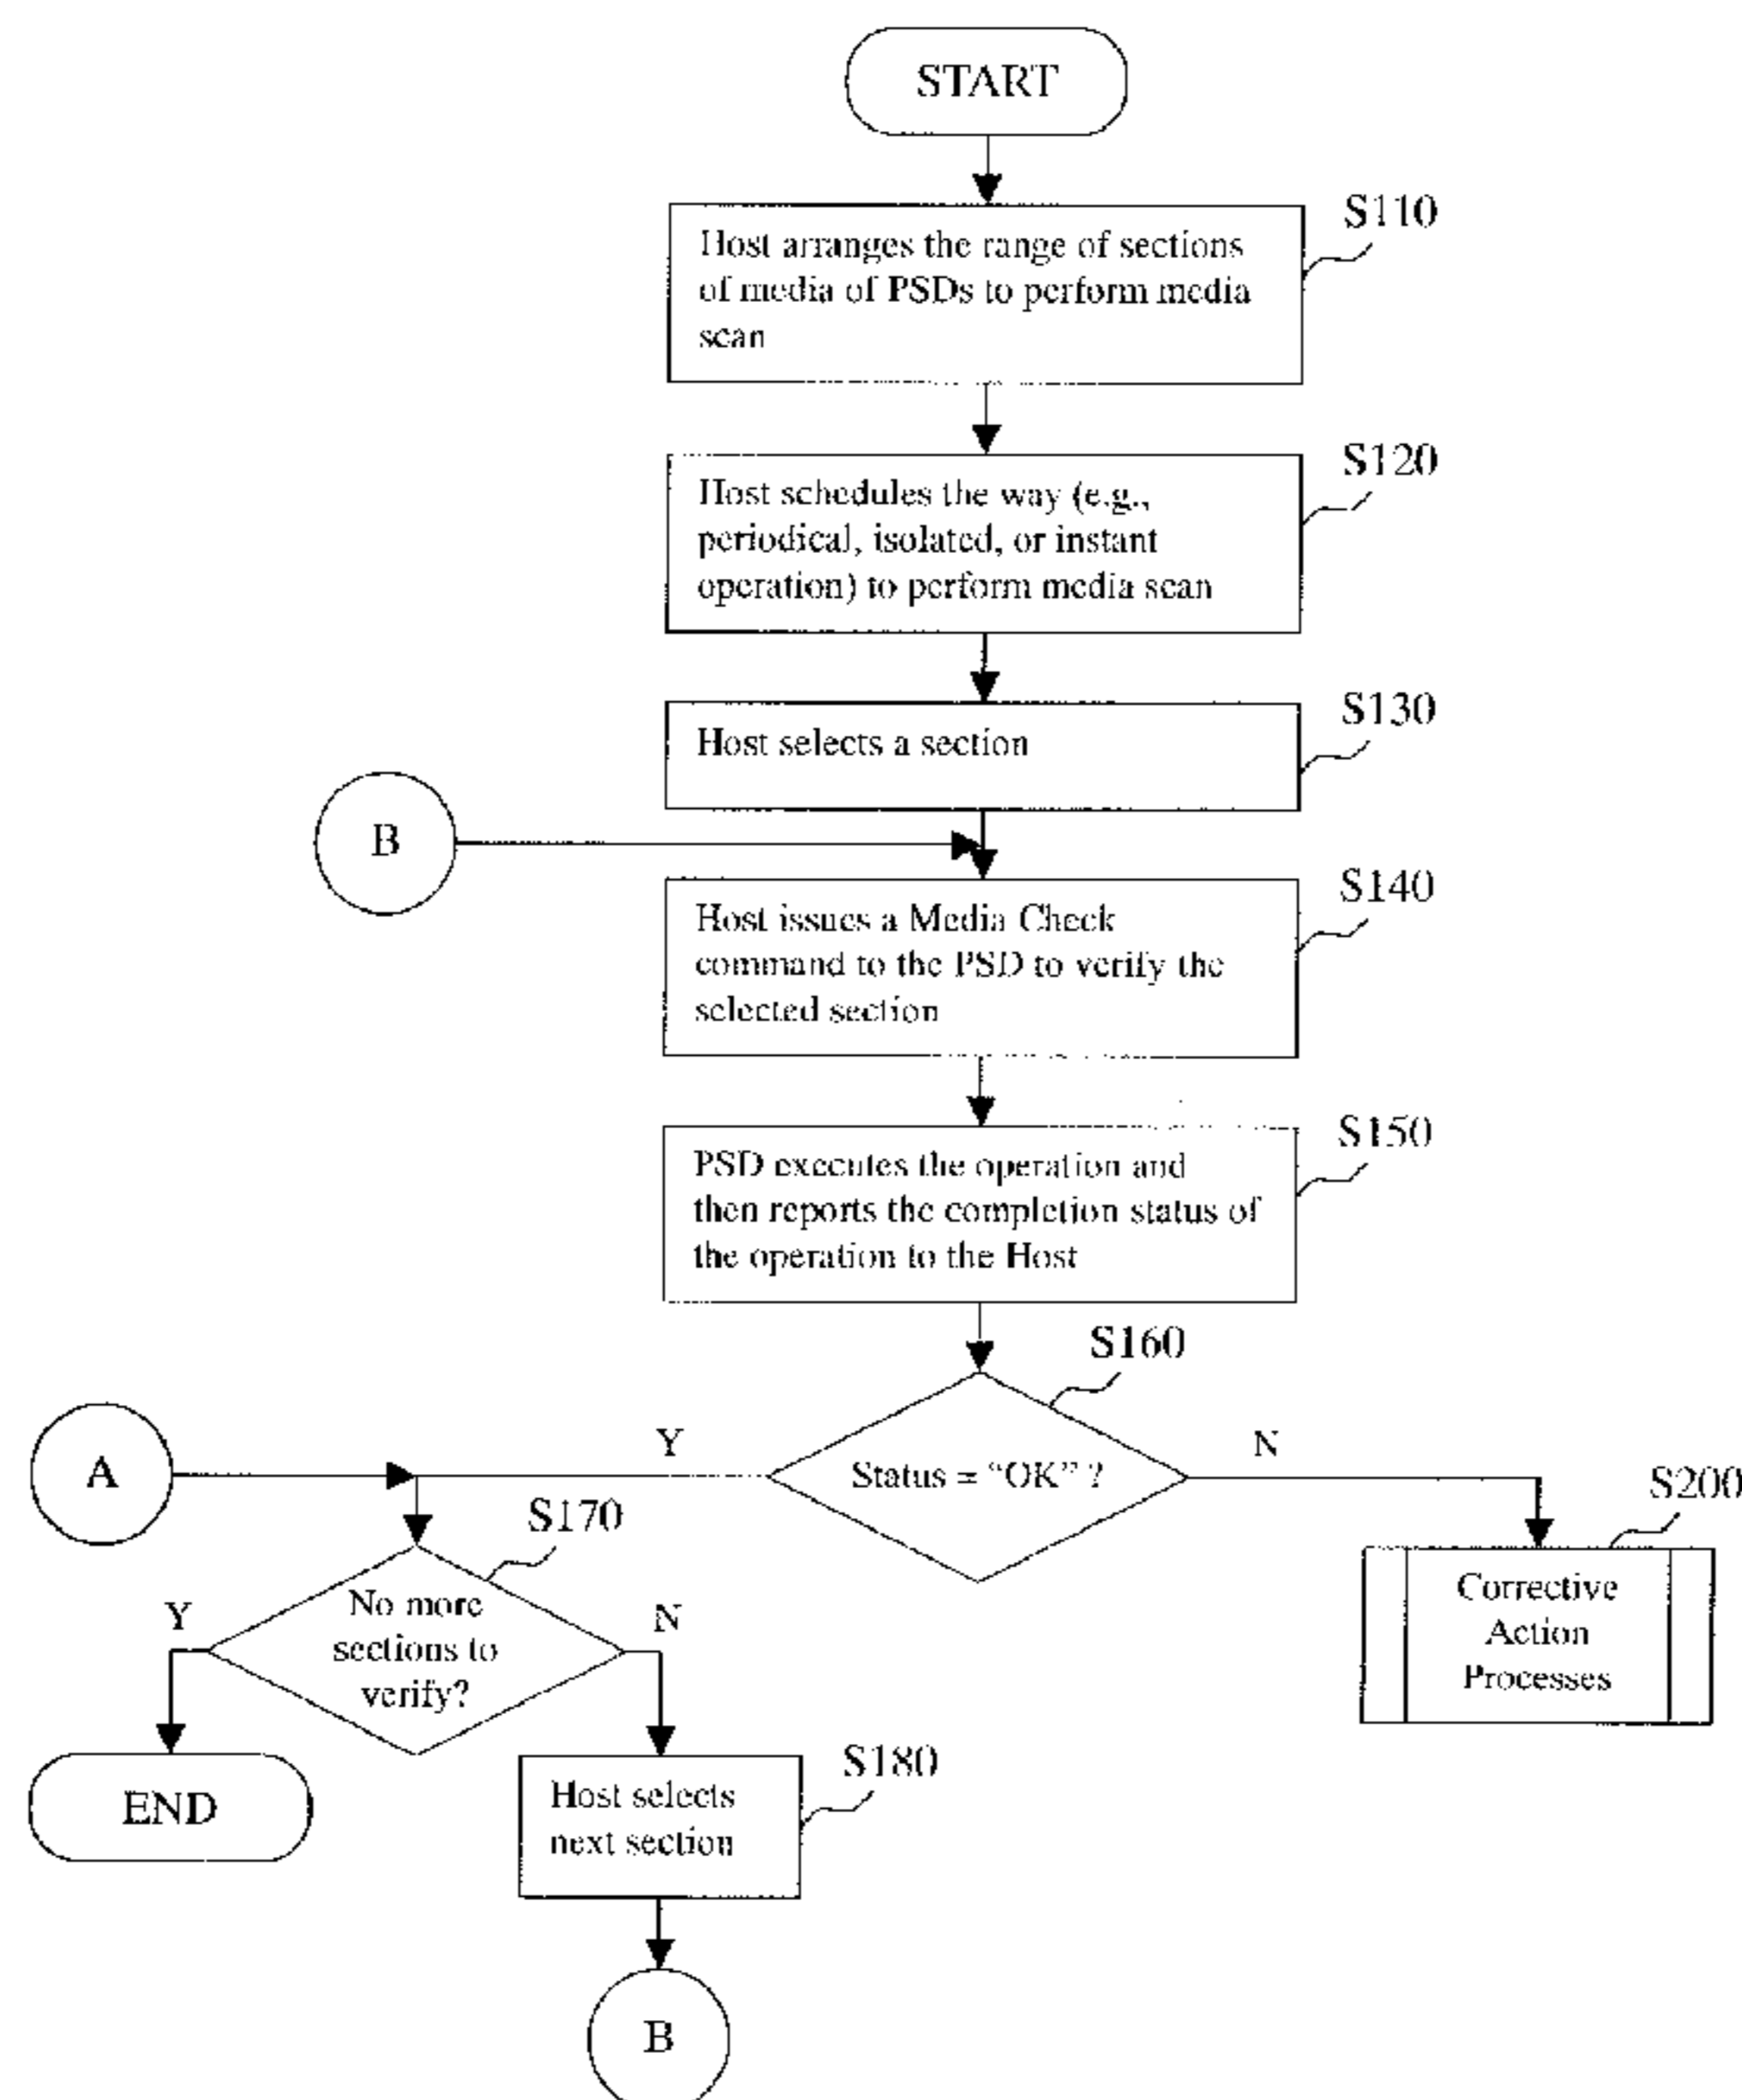 START
S110
Host arranges the range of sections
of media of PSDs to perform media
scan
S120
Host schedules the way (e.g.,
periodical, isolated, or instant
operation) to perform media scan
S130
Host selects a section
B
S140
Host issues a Media Check
command to the PSD to verify the
selected section
S150
PSD executes the operation and
then reports the completion status of
the operation to the Host
S160
A
Y
Status = “OK” ?
N
S200
Corrective
Action
Processes
S170
Y
No more
sections to
verify?
N
END
S180
Host selects
next section
B